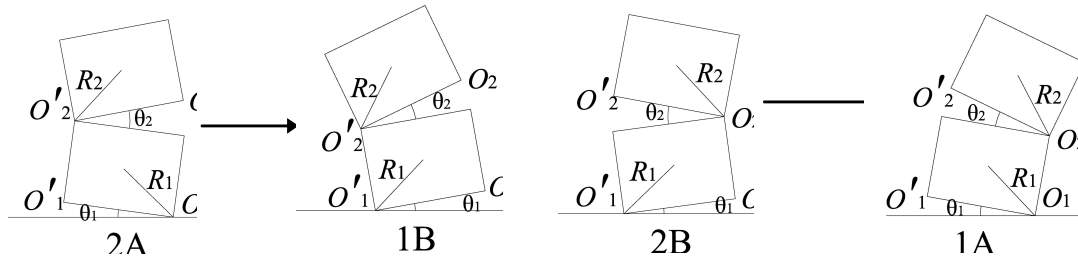 R2 R2 R2 R2
O'2 θ2 O'2 θ2 O2 O'2 θ2 O'2 θ2
R1 R1 R1 R1
O'1 θ1 O'1 θ1 O'1 θ1 O'1 θ1 O1
2A 1B 2B 1A